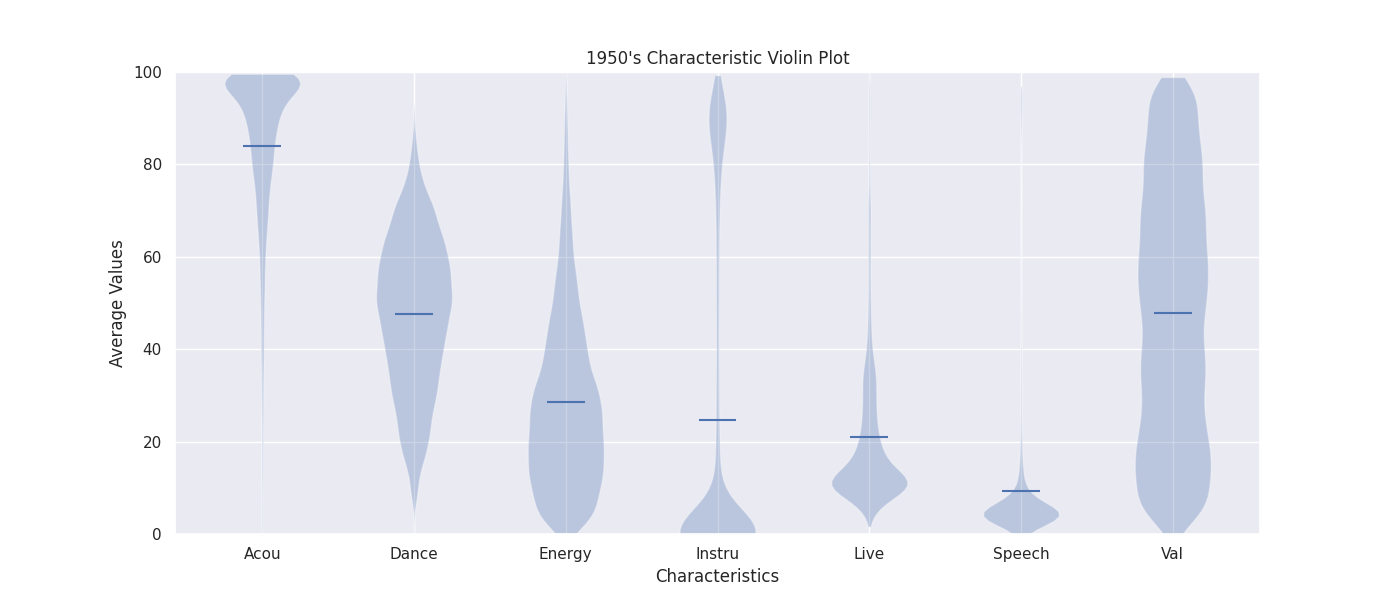 1950's Characteristic Violin Plot
100
80
60
40
20
0
Average Values
Acou Dance Energy Instru Live Speech Val
Characteristics